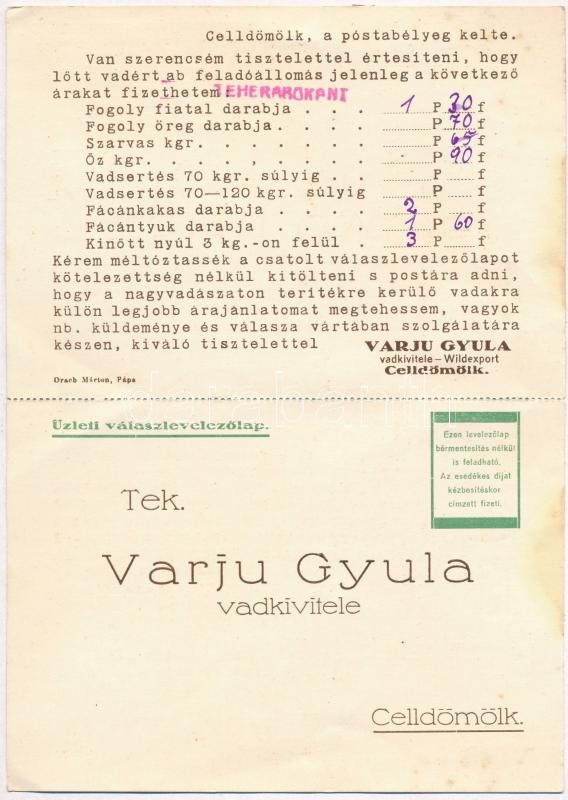 Celldömölk, a póstabélyeg kelte.
Van szerencsém tisztelettel értesíteni, hogy
lőtt vadért ab feladóállomás jelenleg a következő
árakat fizethetem:
Fogoly fiatal darabja . . . 1 P 30 f
Fogoly öreg darabja . . . . P 70 f
Szarvas kgr. . . . . . P 65 f
Őz kgr. . . . . , . . . . P 90 f
Vadsertés 70 kgr. súlyig . . P f
Vadsertés 70—120 kgr. súlyig P f
Fácánkakas darabja . . . . 2 P f
Fácántyuk darabja . . . . 1 P 60 f
Kinőtt nyúl 3 kg.-on felül . 3 P f
Kérem méltóztassék a csatolt válaszlevelezőlapot
kötelezettség nélkül kitölteni s postára adni,
hogy a nagyvadászaton terítékre kerülő vadakra
külön legjobb árajánlatomat megtehessem, vagyok
nb. küldeménye és válasza vártában szolgálatára
készen, kiváló tisztelettel
VARJU GYULA
vadkivitele – Wildexport
Celldömölk.
Orach Márton, Pápa
darabanth
Üzleti válaszlevelezőlap.
Ezen levelezőlap
bérmentesítés nélkül
is feladható.
Az esedékes díjat
kézbesítéskor
címzett fizeti.
Tek.
Varju Gyula
vadkivitele
Celldömölk.